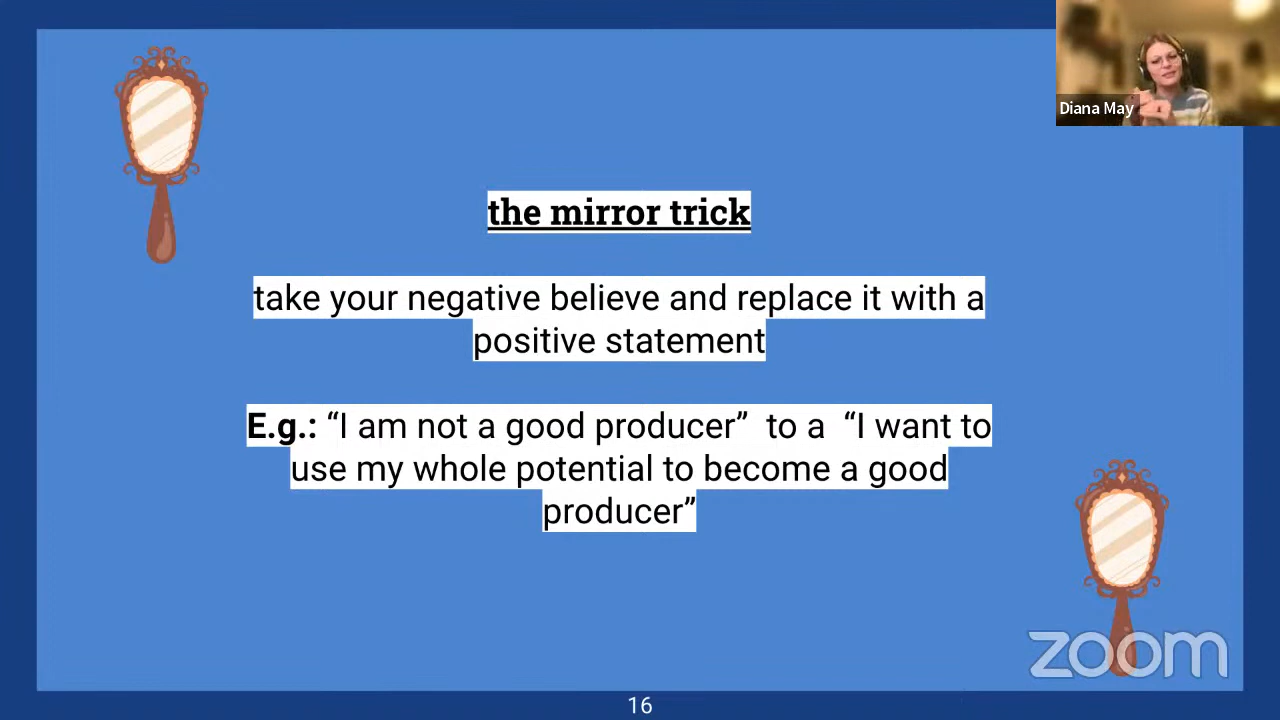 Diana May
the mirror trick
take your negative believe and replace it with a
positive statement
E.g.: “I am not a good producer”  to a  “I want to
use my whole potential to become a good
producer”
zoom
16